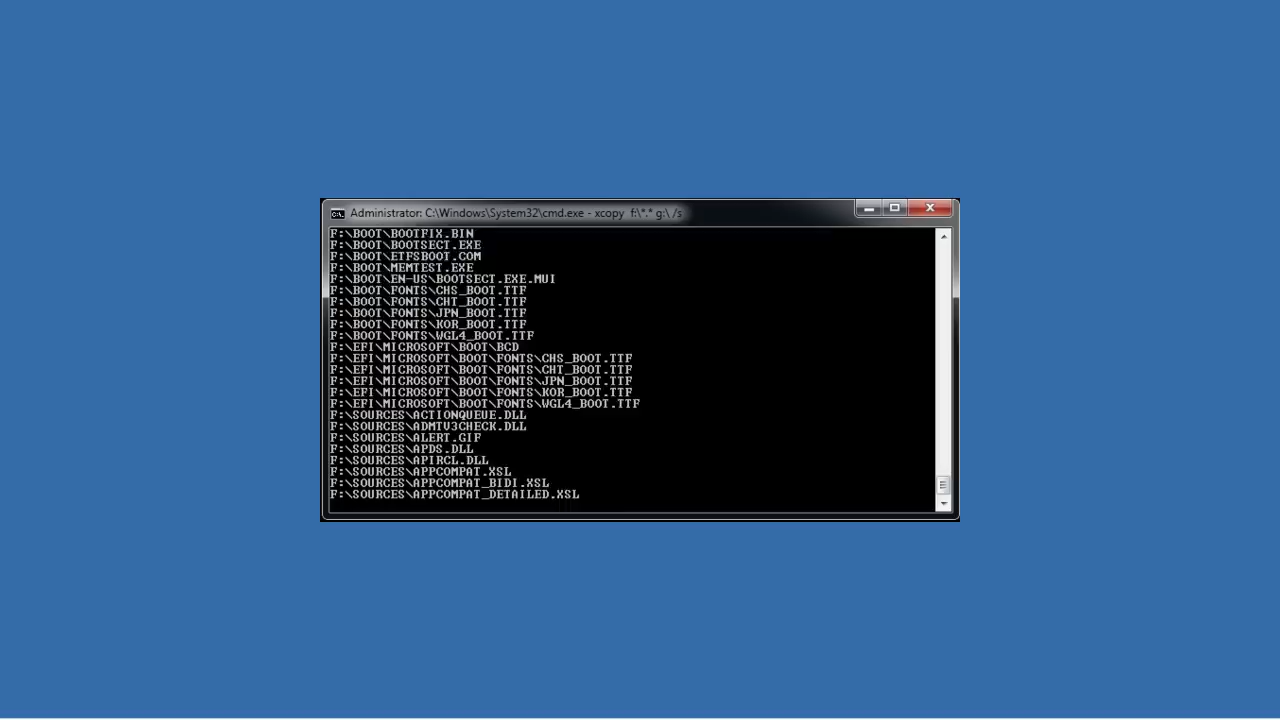 Administrator: C:\Windows\System32\cmd.exe - xcopy  f:\*.* g:\ /s
F:\BOOT\BOOTFIX.BIN
F:\BOOT\BOOTSECT.EXE
F:\BOOT\ETFSBOOT.COM
F:\BOOT\MEMTEST.EXE
F:\BOOT\EN-US\BOOTSECT.EXE.MUI
F:\BOOT\FONTS\CHS_BOOT.TTF
F:\BOOT\FONTS\CHT_BOOT.TTF
F:\BOOT\FONTS\JPN_BOOT.TTF
F:\BOOT\FONTS\KOR_BOOT.TTF
F:\BOOT\FONTS\WGL4_BOOT.TTF
F:\EFI\MICROSOFT\BOOT\BCD
F:\EFI\MICROSOFT\BOOT\FONTS\CHS_BOOT.TTF
F:\EFI\MICROSOFT\BOOT\FONTS\CHT_BOOT.TTF
F:\EFI\MICROSOFT\BOOT\FONTS\JPN_BOOT.TTF
F:\EFI\MICROSOFT\BOOT\FONTS\KOR_BOOT.TTF
F:\EFI\MICROSOFT\BOOT\FONTS\WGL4_BOOT.TTF
F:\SOURCES\ACTIONQUEUE.DLL
F:\SOURCES\ADMTV3CHECK.DLL
F:\SOURCES\ALERT.GIF
F:\SOURCES\APDS.DLL
F:\SOURCES\APIRCL.DLL
F:\SOURCES\APPCOMPAT.XSL
F:\SOURCES\APPCOMPAT_BIDI.XSL
F:\SOURCES\APPCOMPAT_DETAILED.XSL